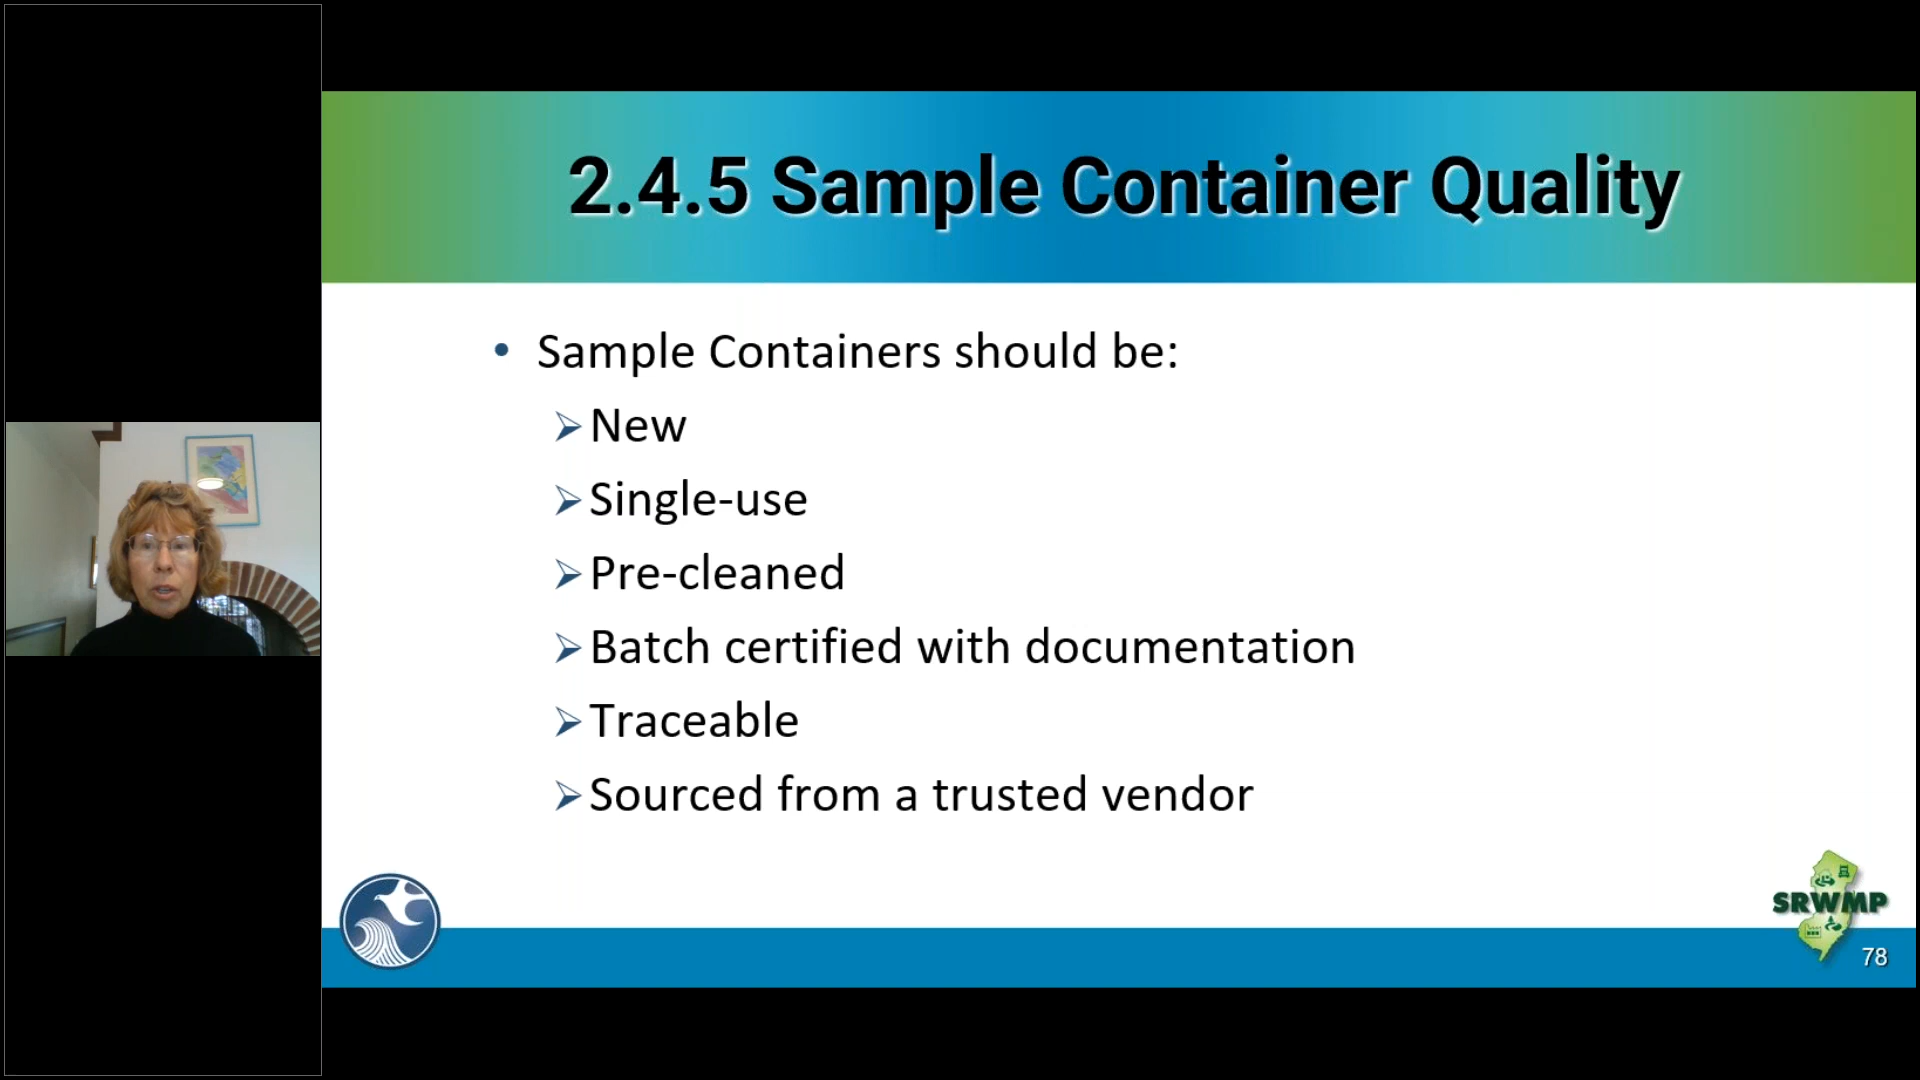 2.4.5 Sample Container Quality
• Sample Containers should be:
➢ New
➢ Single-use
➢ Pre-cleaned
➢ Batch certified with documentation
➢ Traceable
➢ Sourced from a trusted vendor
SRWMP
78